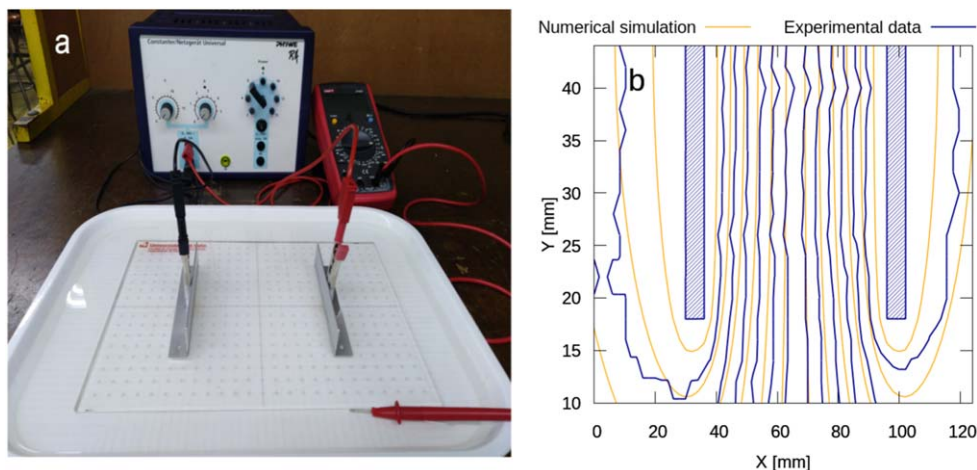 a
Constanter/Netzgerät Universal
PHYWE
Numerical simulation
Experimental data
b
Y [mm]
40
35
30
25
20
15
10
0
20
40
60
80
100
120
X [mm]